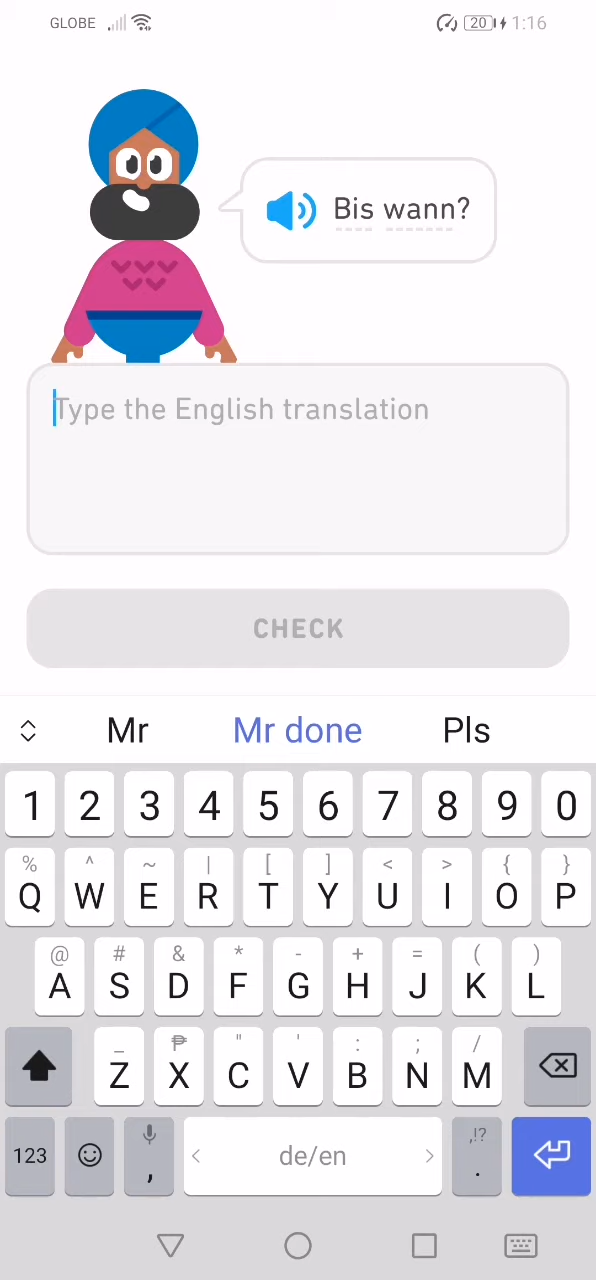 GLOBE 20 1:16
Bis wann?
Type the English translation
CHECK
Mr Mr done Pls
1 2 3 4 5 6 7 8 9 0
% ^ ~ | [ ] < > { }
Q W E R T Y U I O P
@ # & * - + = ( )
A S D F G H J K L
_ ₱ " ' : ; /
Z X C V B N M
123 , < de/en > ,!? .